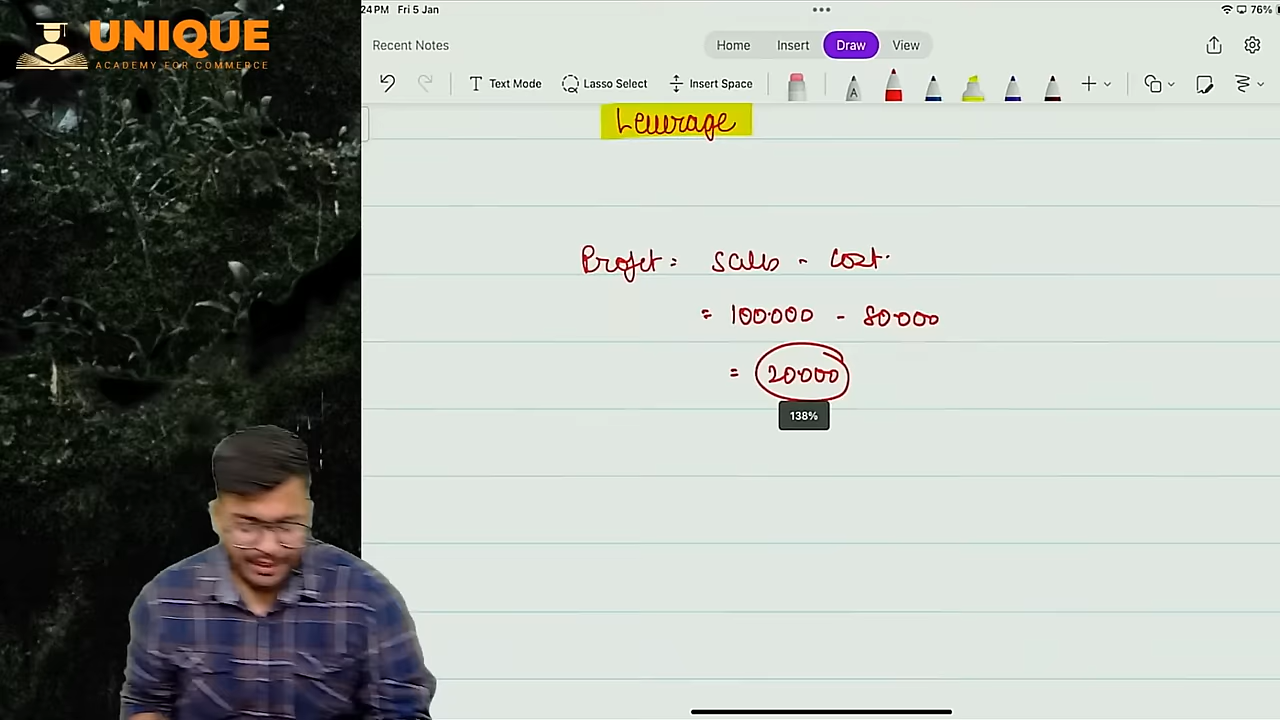 UNIQUE
ACADEMY FOR COMMERCE
24PM Fri 5 Jan
76%
Recent Notes
Home Insert Draw View
Text Mode Lasso Select Insert Space
A
Leverage
Profit = Sales - Cost.
= 100000 - 80000
= 20000
138%